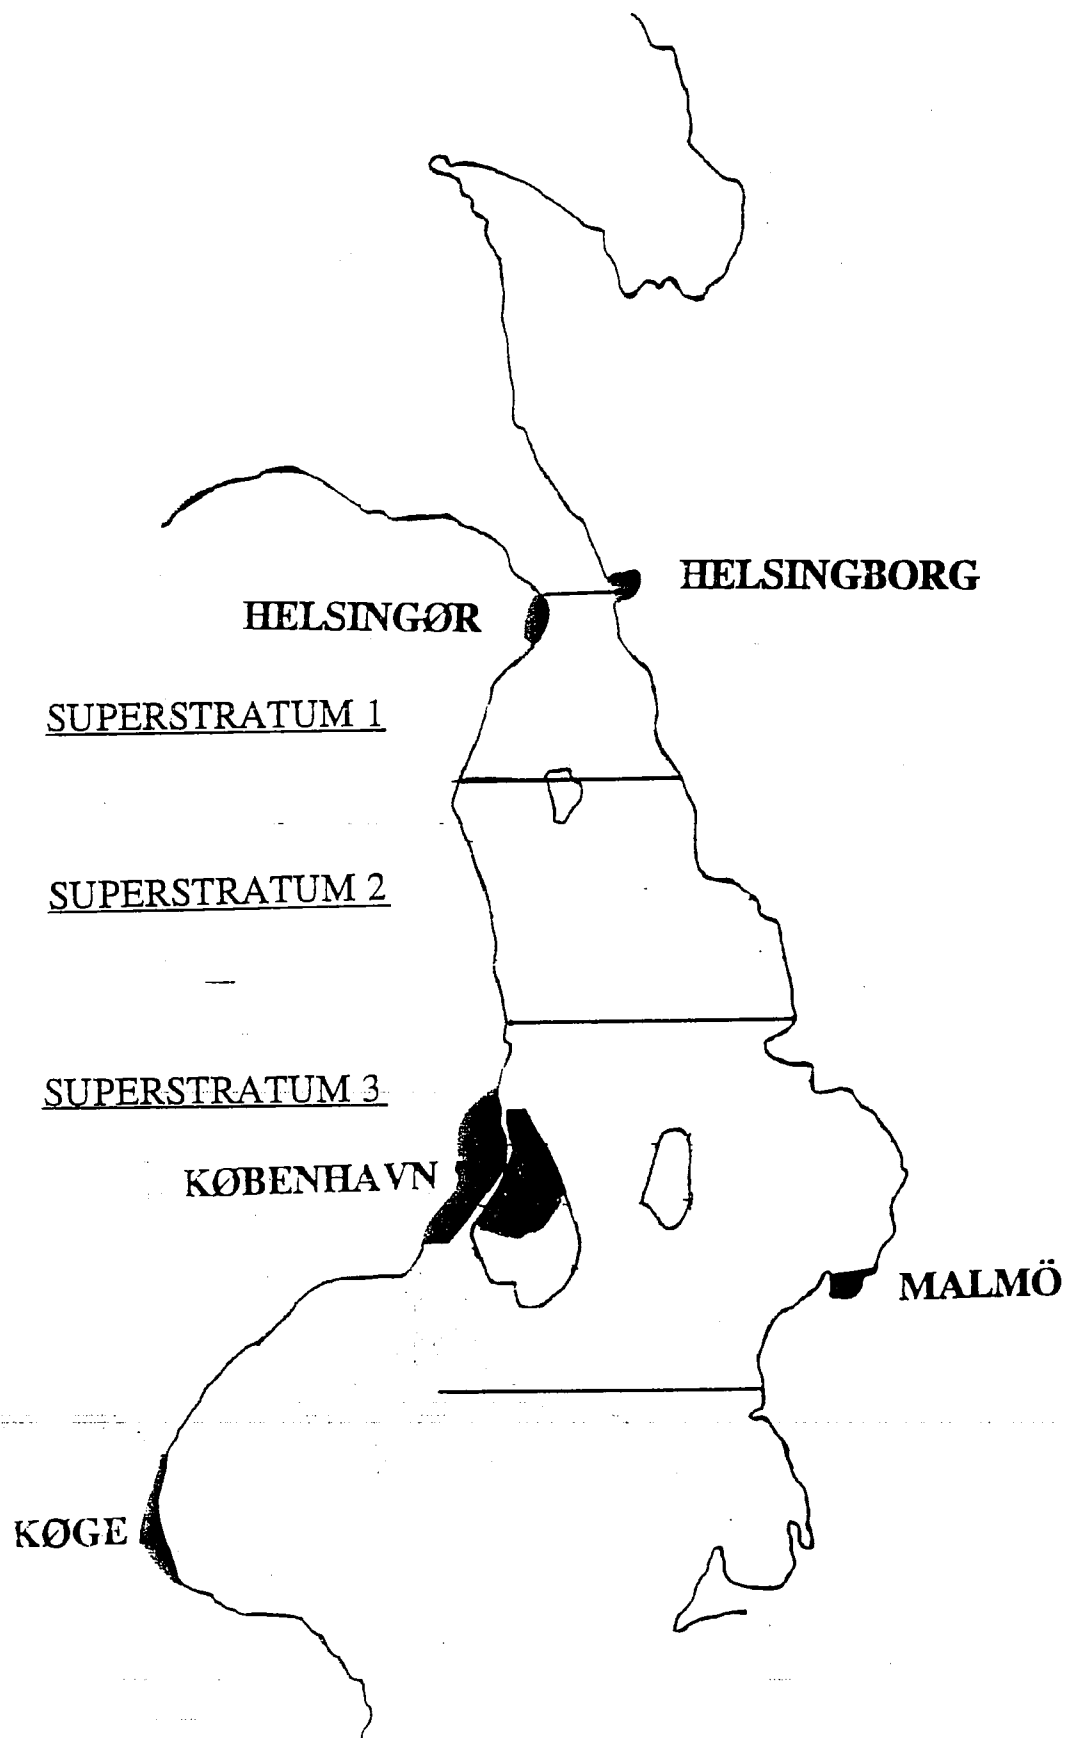 HELSINGBORG
HELSINGØR
SUPERSTRATUM 1
SUPERSTRATUM 2
SUPERSTRATUM 3
KØBENHAVN
MALMÖ
KØGE